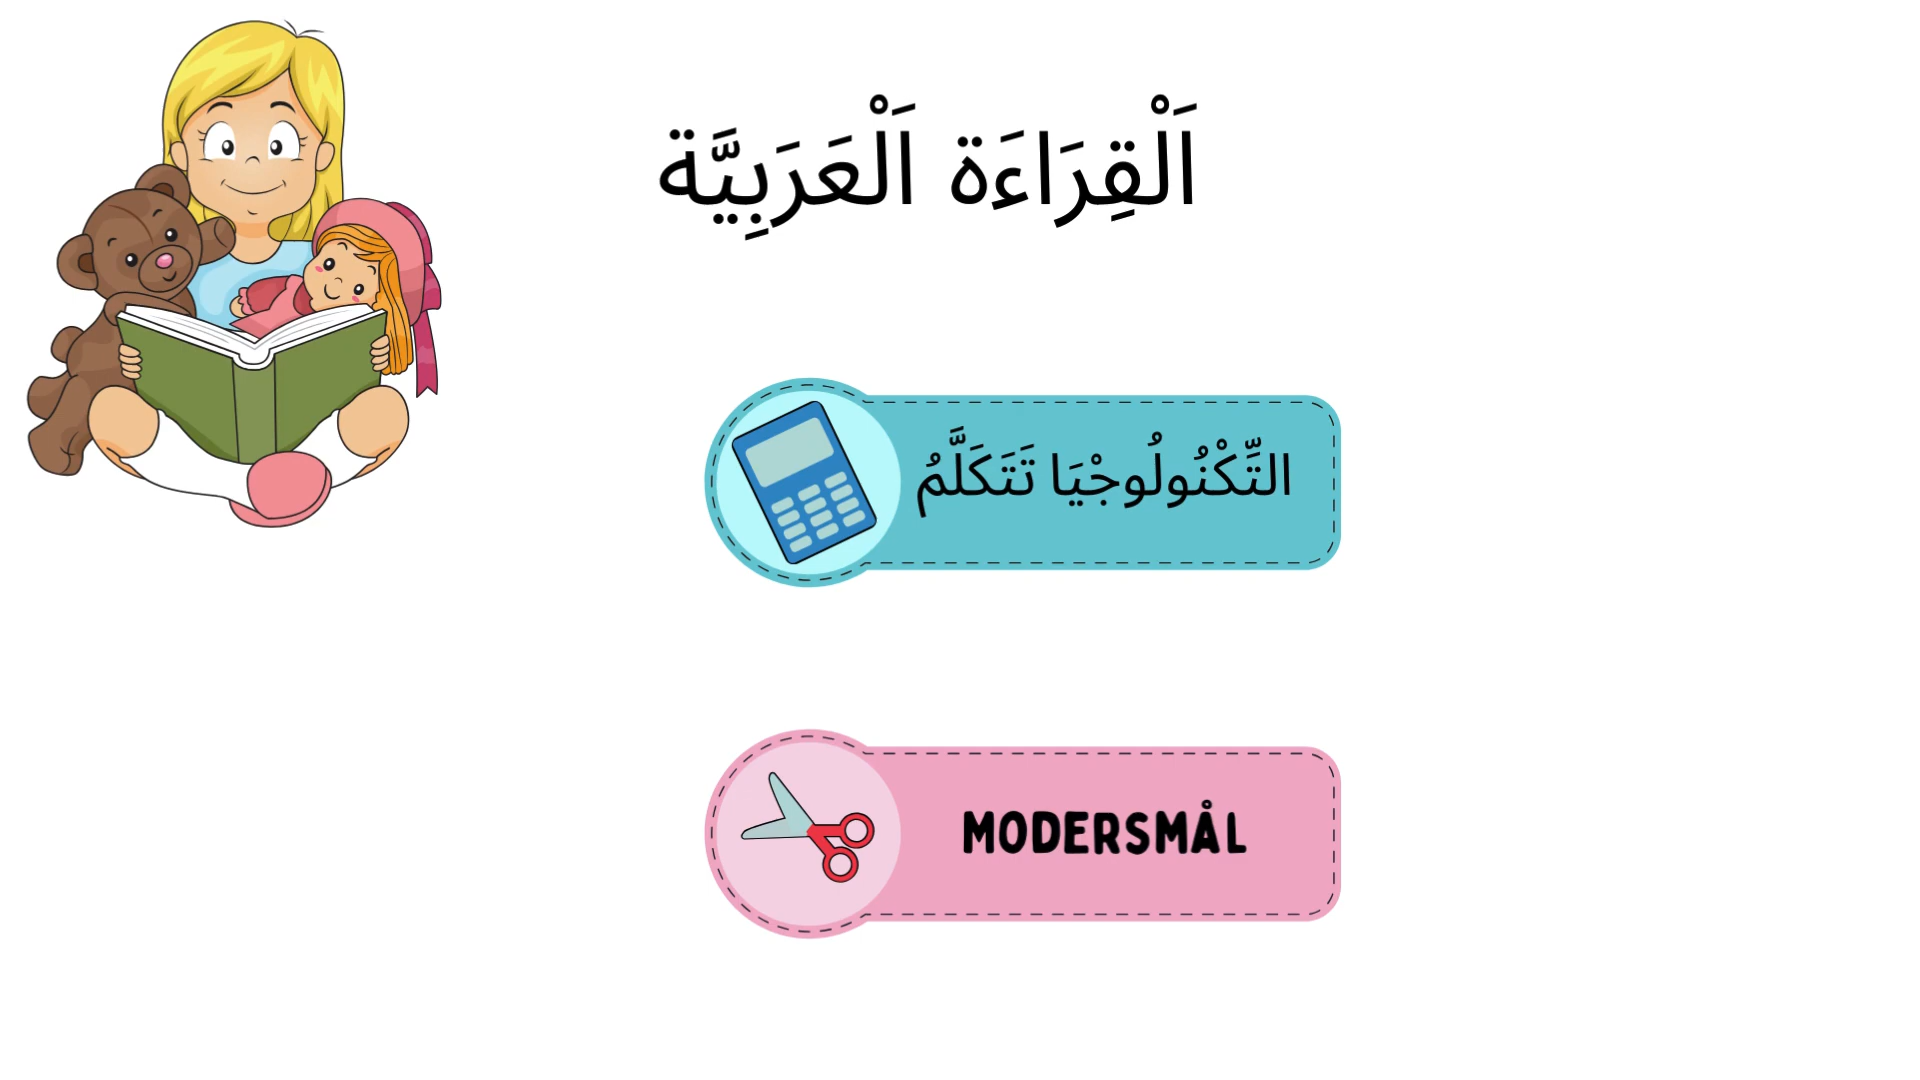 اَلْقِرَاءَة اَلْعَرَبِيَّة
التِّكْنُولُوجْيَا تَتَكَلَّمُ
MODERSMÅL